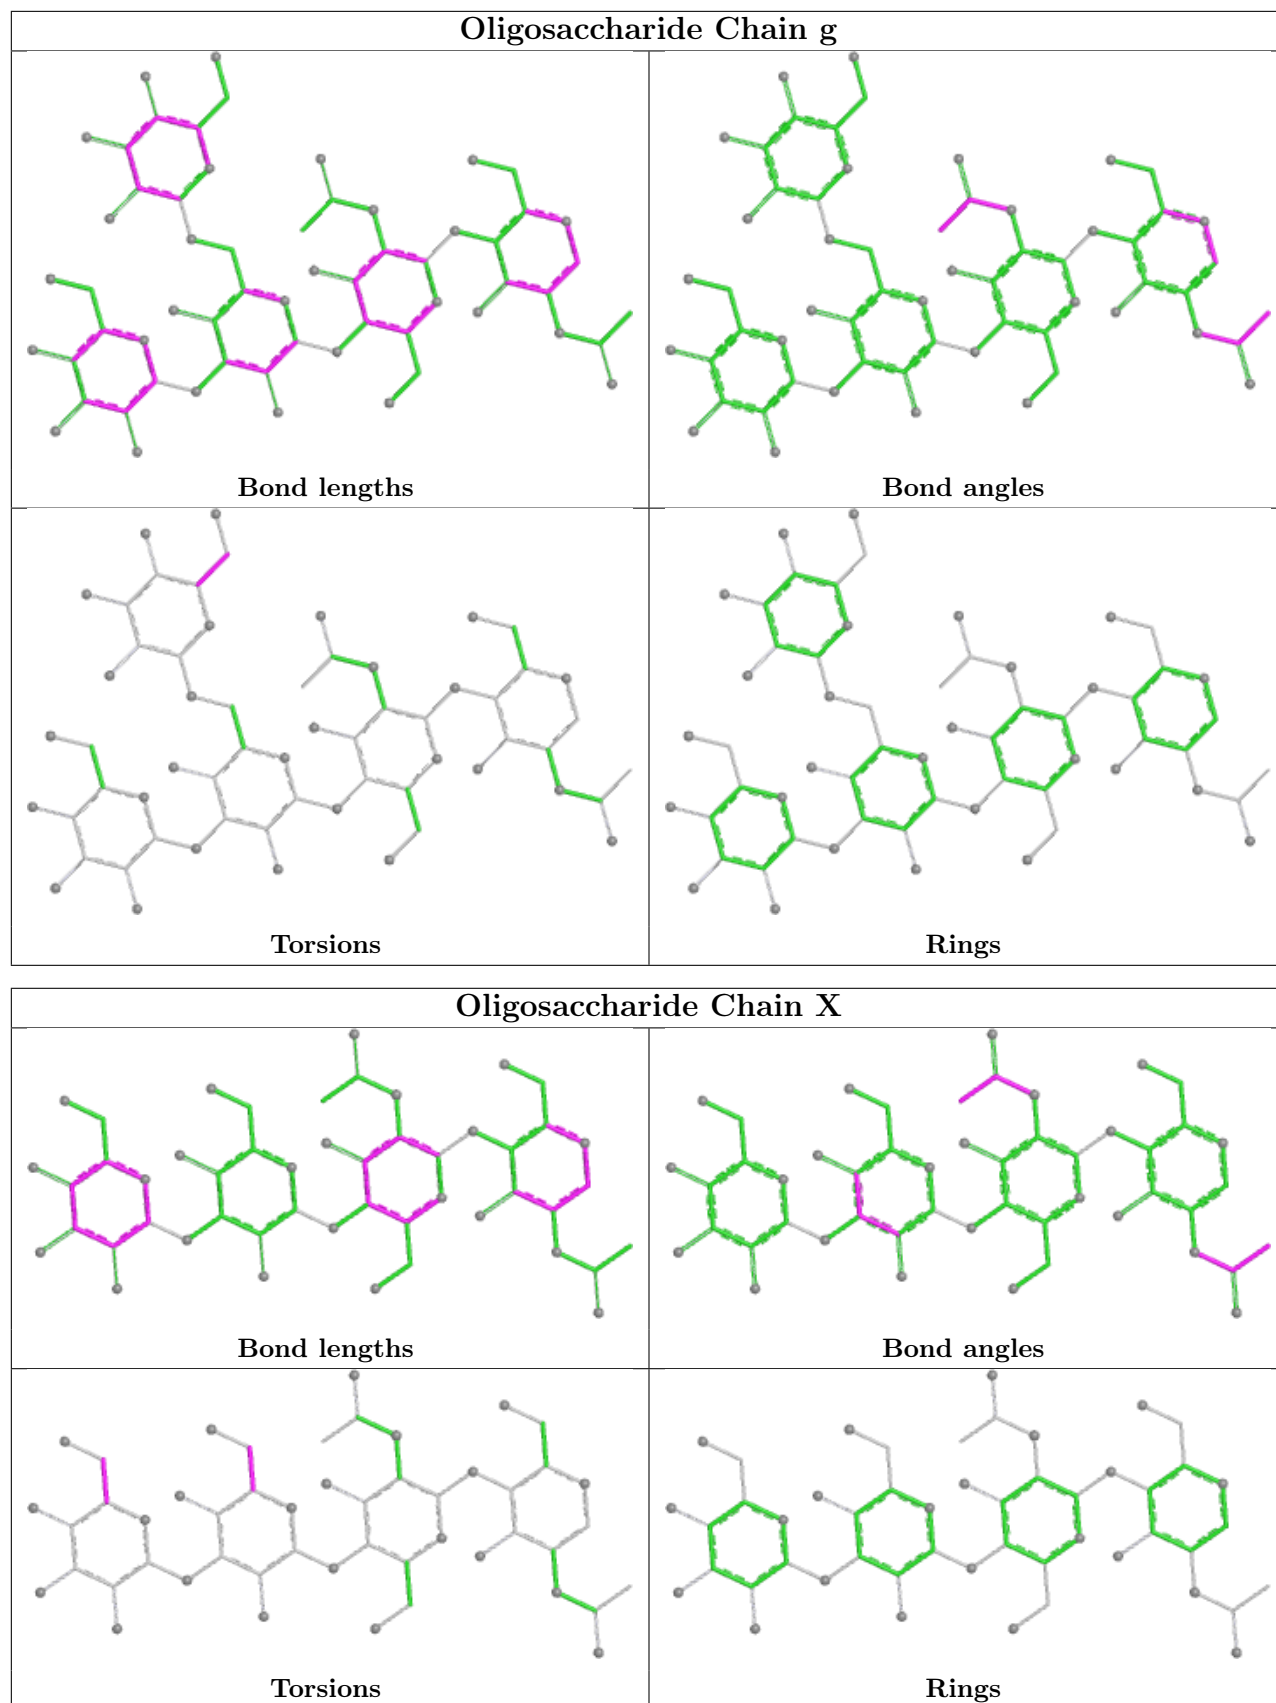 Oligosaccharide Chain g
Bond lengths
Bond angles
Torsions
Rings
Oligosaccharide Chain X
Bond lengths
Bond angles
Torsions
Rings